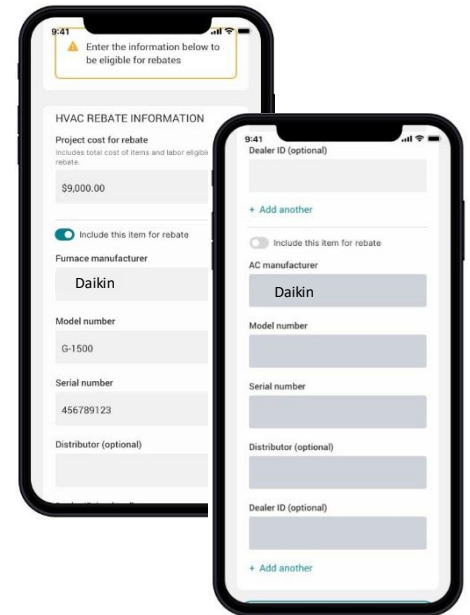 9:41
Enter the information below to
be eligible for rebates
HVAC REBATE INFORMATION
Project cost for rebate
Includes total cost of items and labor
rebate.
$9,000.00
Include this item for rebate
Furnace manufacturer
Daikin
Model number
G-1500
Serial number
456789123
Distributor (optional)
9:41
Dealer ID (optional)
+ Add another
Include this item for rebate
AC manufacturer
Daikin
Model number
Serial number
Distributor (optional)
Dealer ID (optional)
+ Add another